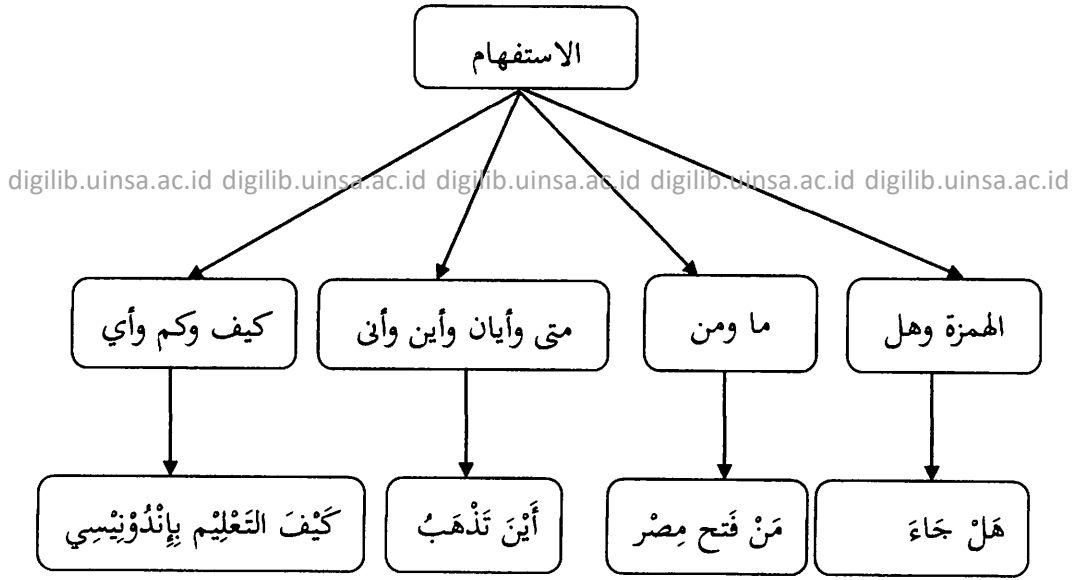 الاستفهام
digilib.uinsa.ac.id digilib.uinsa.ac.id digilib.uinsa.ac.id digilib.uinsa.ac.id digilib.uinsa.ac.id
الهمزة وهل
ما ومن
متى وأيان وأين وأنى
كيف وكم وأي
هَلْ جَاءَ
مَنْ فَتح مِصْر
أَيْنَ تَذْهَبُ
كَيْفَ التَعْلِيْم بِإِنْدُوْنِيْسِي